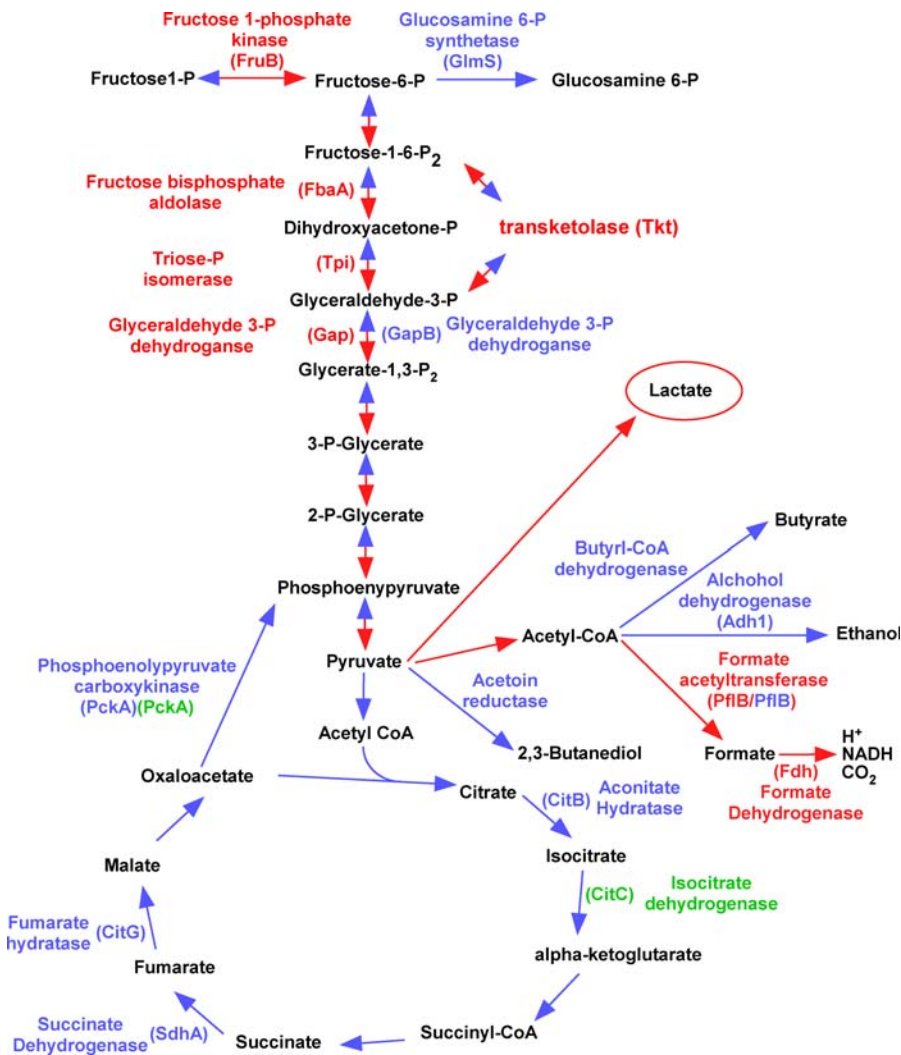 Fructose 1-phosphate
kinase
(FruB)
Glucosamine 6-P
synthetase
(GlmS)
Fructose1-P
Fructose-6-P
Glucosamine 6-P
Fructose-1-6-P2
Fructose bisphosphate
aldolase
(FbaA)
Dihydroxyacetone-P
transketolase (Tkt)
Triose-P
isomerase
(Tpi)
Glyceraldehyde-3-P
Glyceraldehyde 3-P
dehydroganse
(Gap)
(GapB)
Glyceraldehyde 3-P
dehydroganse
Glycerate-1,3-P2
Lactate
3-P-Glycerate
2-P-Glycerate
Butyrate
Butyrl-CoA
dehydrogenase
Phosphoenypyruvate
Alchohol
dehydrogenase
(Adh1)
Acetyl-CoA
Ethanol
Pyruvate
Phosphoenolpyruvate
carboxykinase
(PckA)(PckA)
Acetoin
reductase
Formate
acetyltransferase
(PflB/PflB)
Acetyl CoA
2,3-Butanediol
Formate
H+
NADH
CO2
(Fdh)
Formate
Dehydrogenase
Oxaloacetate
Citrate
(CitB)
Aconitate
Hydratase
Isocitrate
Malate
(CitC)
Isocitrate
dehydrogenase
Fumarate
hydratase
(CitG)
alpha-ketoglutarate
Fumarate
Succinate
Dehydrogenase
(SdhA)
Succinate
Succinyl-CoA